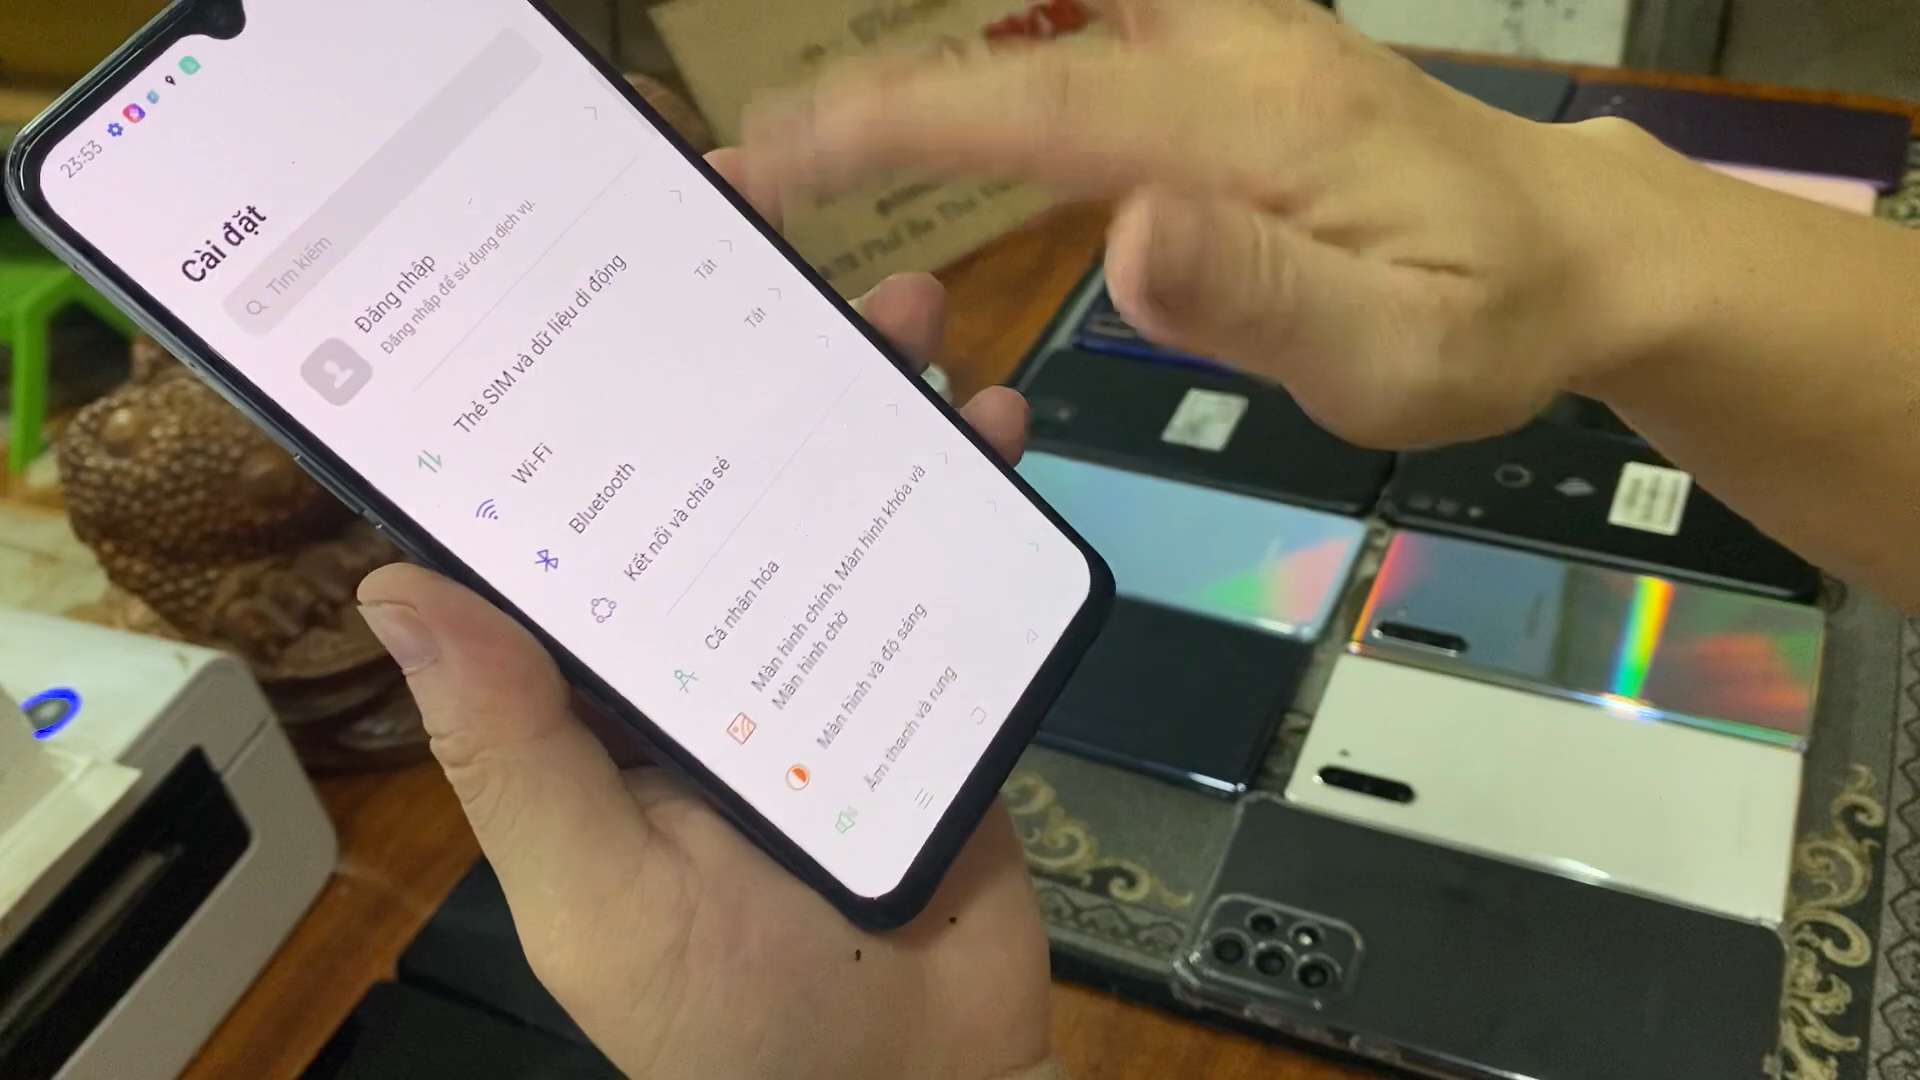 23:53
Cài đặt
Tìm kiếm
Đăng nhập
Đăng nhập để sử dụng dịch vụ.
Thẻ SIM và dữ liệu di động
Wi-Fi
Tắt
Bluetooth
Tắt
Kết nối và chia sẻ
Cá nhân hóa
Màn hình chính, Màn hình khóa và
Màn hình chờ
Màn hình và độ sáng
Âm thanh và rung